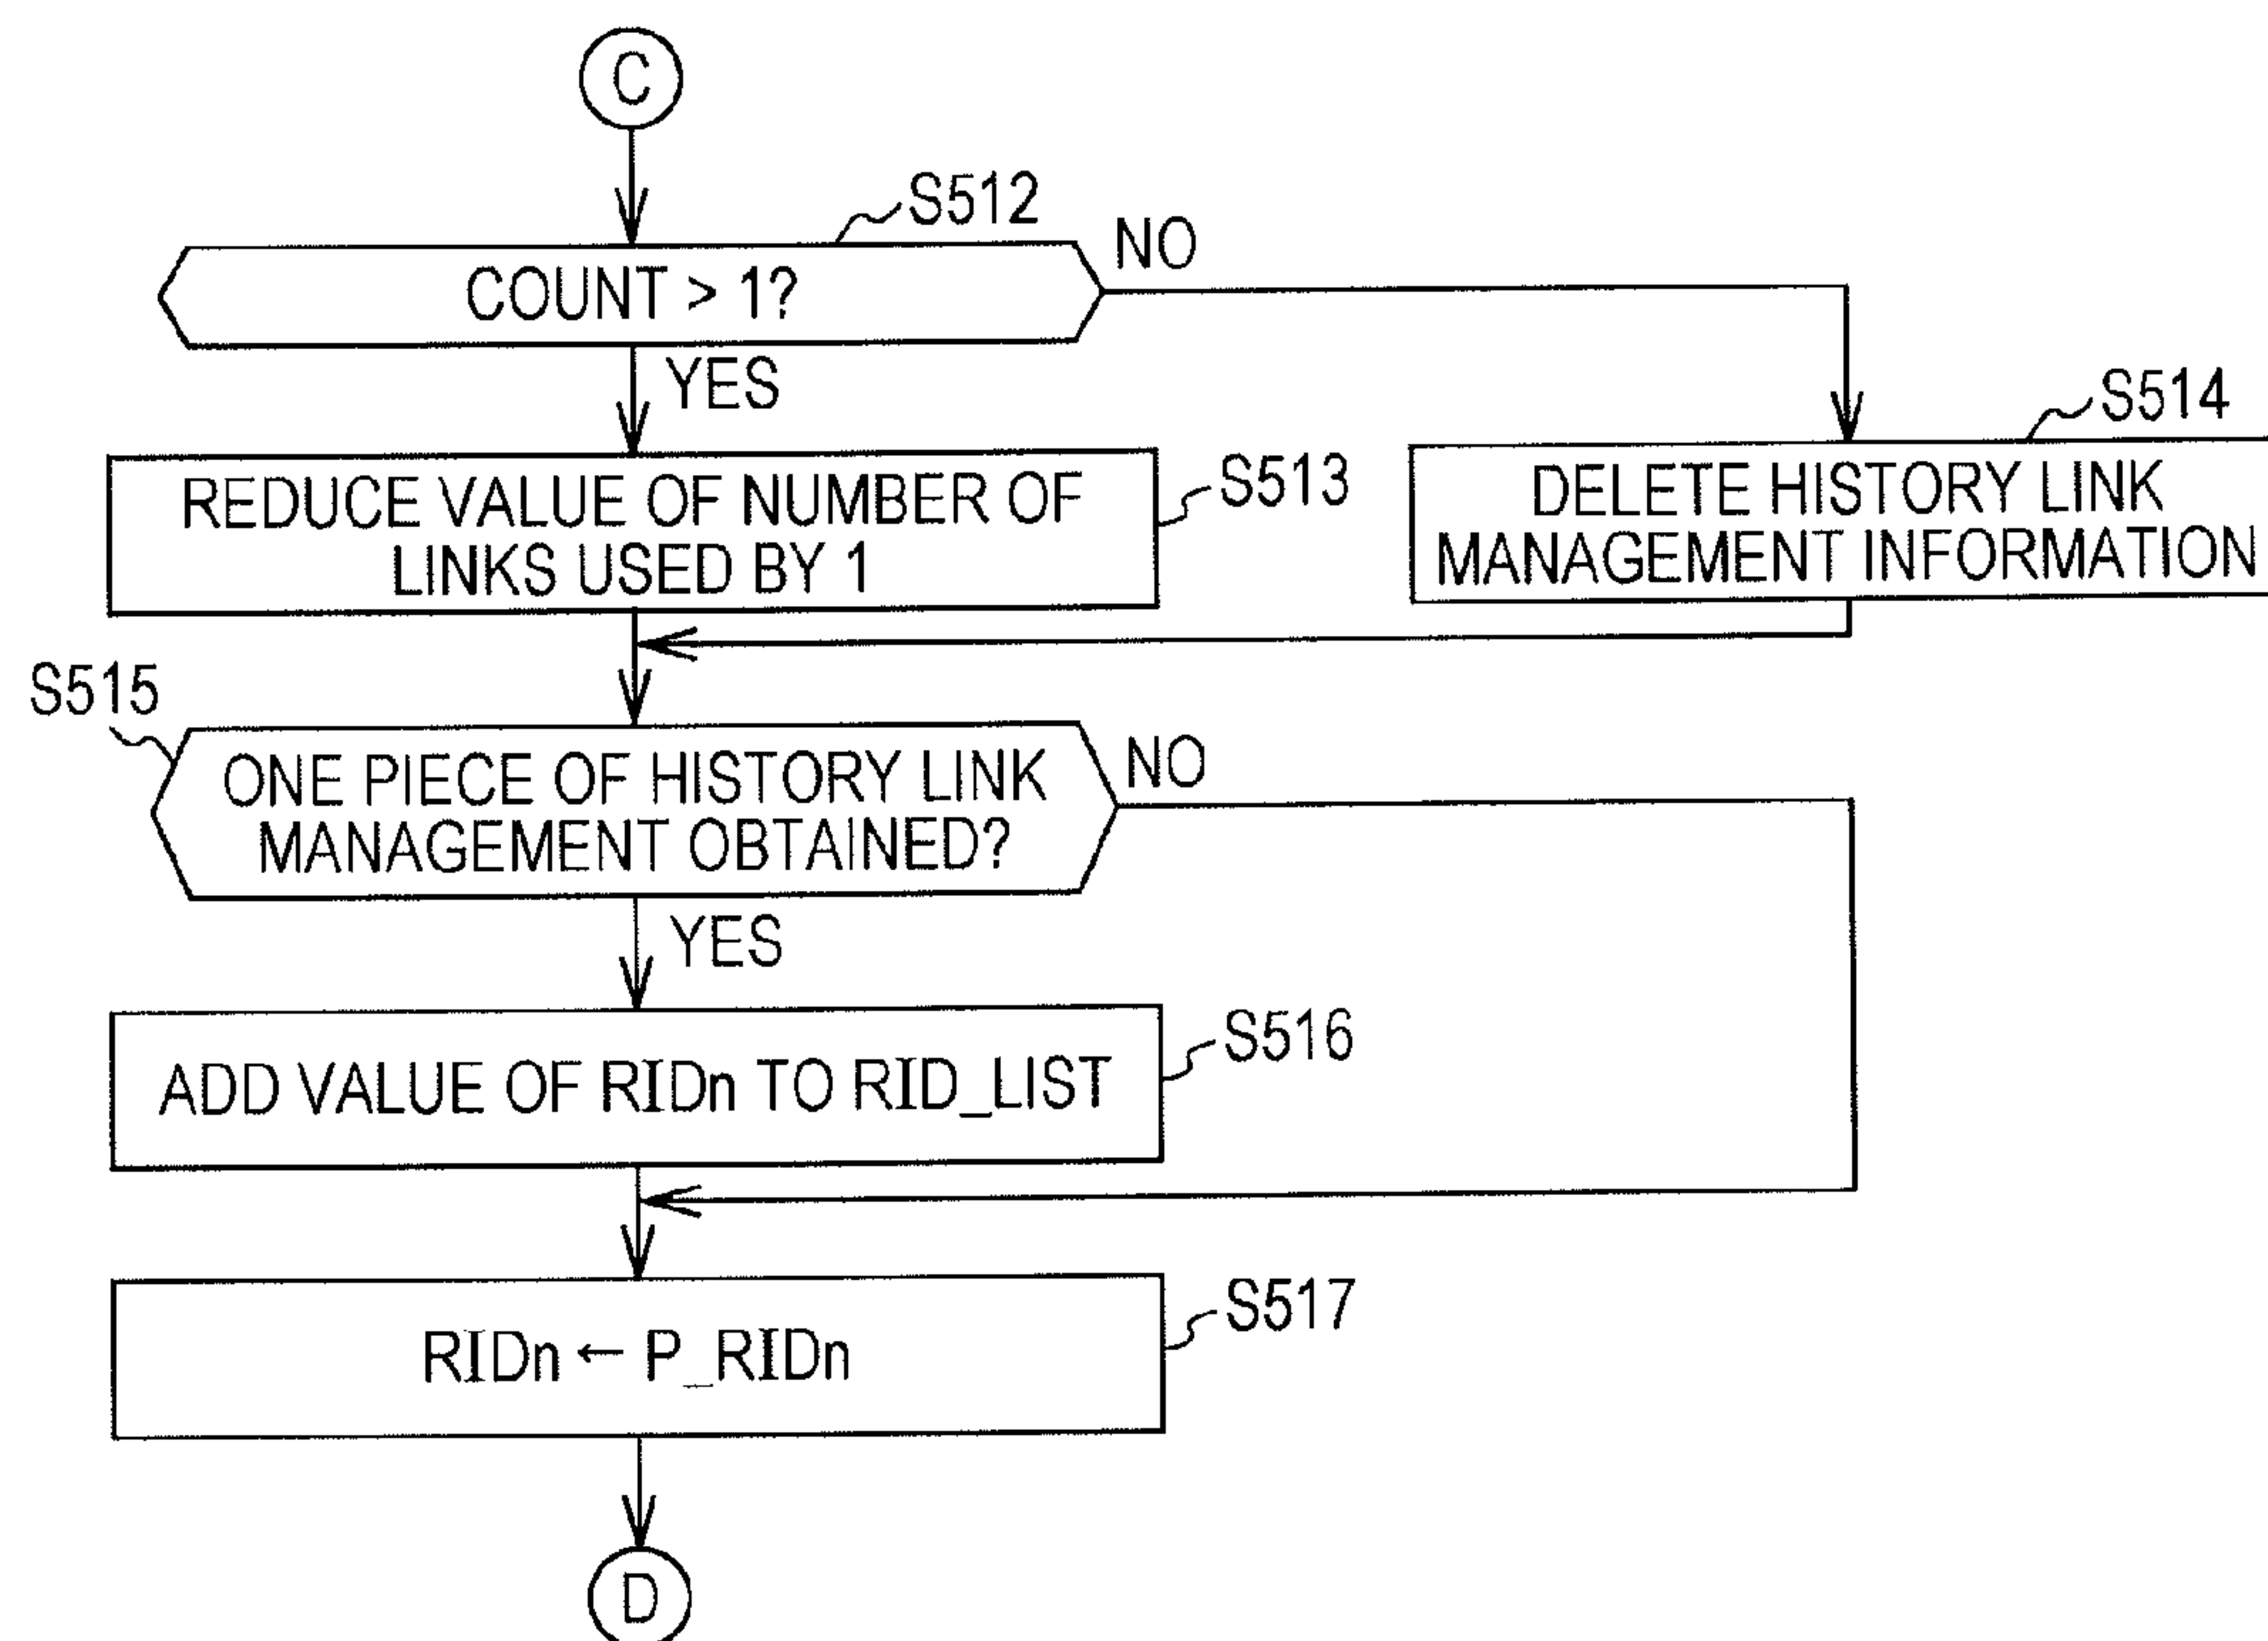 C
S512
COUNT > 1?
NO
YES
S514
REDUCE VALUE OF NUMBER OF
LINKS USED BY 1
S513
DELETE HISTORY LINK
MANAGEMENT INFORMATION
S515
ONE PIECE OF HISTORY LINK
MANAGEMENT OBTAINED?
NO
YES
ADD VALUE OF RIDn TO RID_LIST
S516
RIDn ← P_RIDn
S517
D